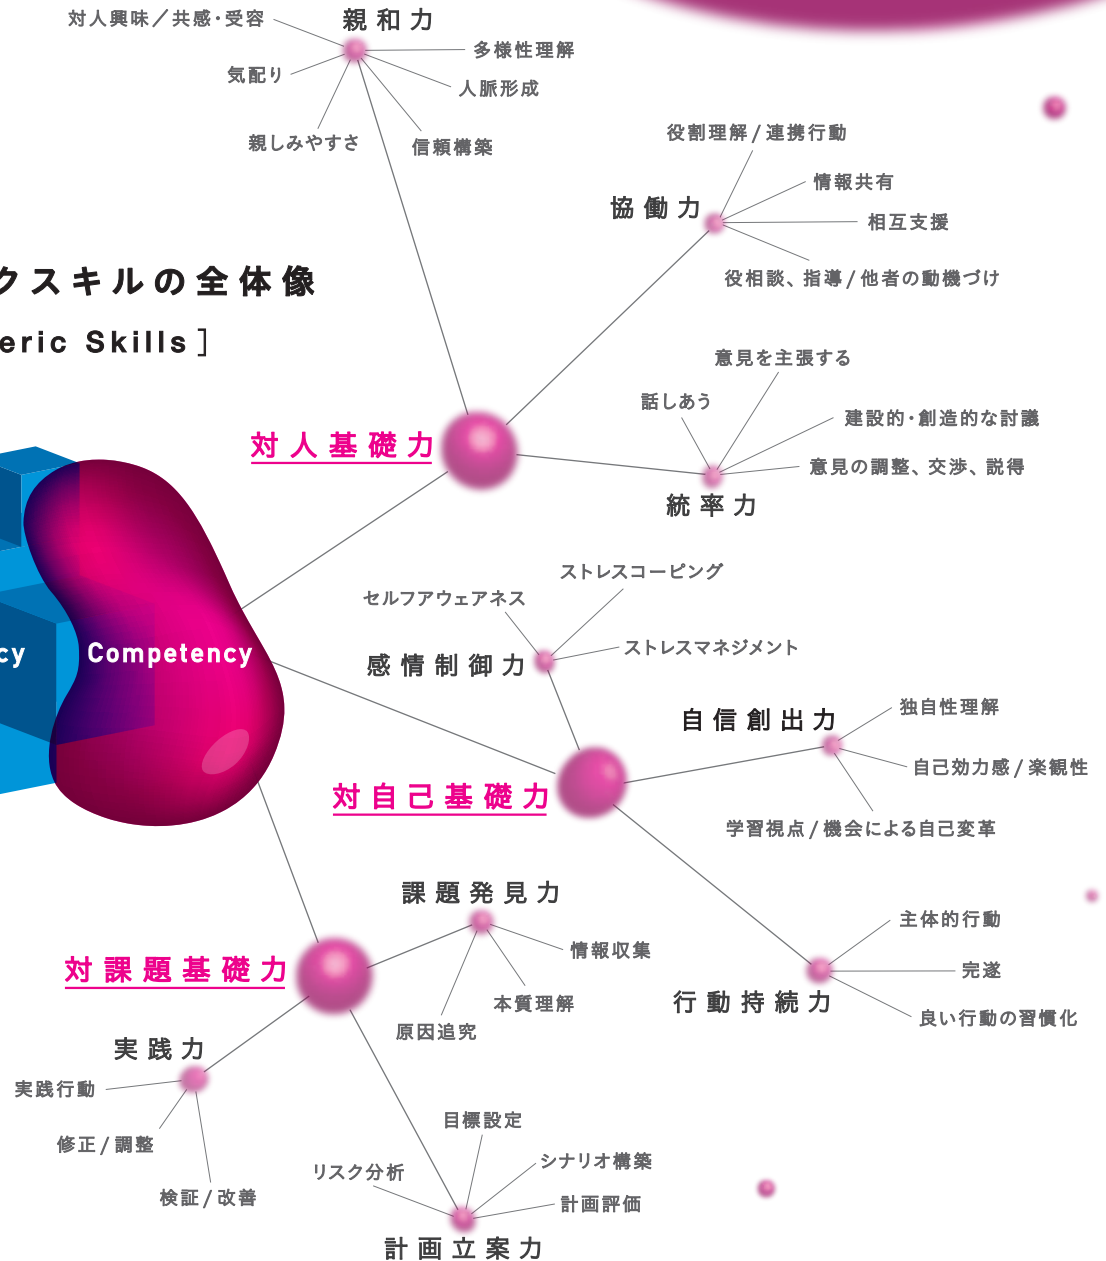 対人興味／共感・受容
親和力
多様性理解
気配り
人脈形成
親しみやすさ
信頼構築
役割理解/連携行動
情報共有
協働力
相互支援
役相談、指導/他者の動機づけ
クスキルの全体像
eric Skills］
意見を主張する
話しあう
建設的・創造的な討議
対人基礎力
意見の調整、交渉、説得
統率力
ストレスコーピング
セルフアウェアネス
ストレスマネジメント
感情制御力
cy
Competency
自信創出力
独自性理解
自己効力感/楽観性
対自己基礎力
学習視点/機会による自己変革
課題発見力
主体的行動
情報収集
対課題基礎力
完遂
本質理解
行動持続力
良い行動の習慣化
原因追究
実践力
実践行動
目標設定
修正/調整
シナリオ構築
リスク分析
検証/改善
計画評価
計画立案力